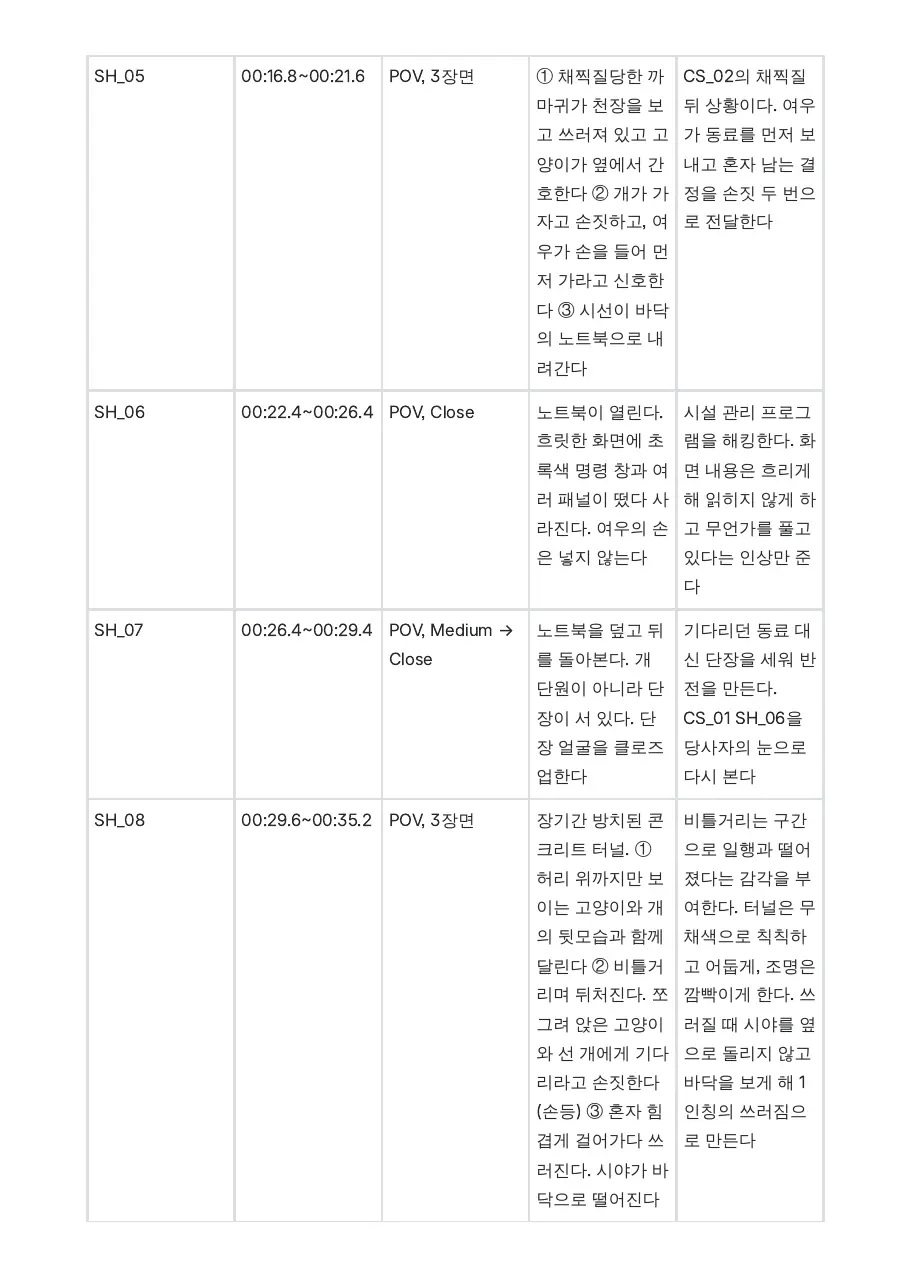 SH_05
00:16.8~00:21.6
POV, 3장면
① 채찍질당한 까
마귀가 천장을 보
고 쓰러져 있고 고
양이가 옆에서 간
호한다 ② 개가 가
자고 손짓하고, 여
우가 손을 들어 먼
저 가라고 신호한
다 ③ 시선이 바닥
의 노트북으로 내
려간다
CS_02의 채찍질
뒤 상황이다. 여우
가 동료를 먼저 보
내고 혼자 남는 결
정을 손짓 두 번으
로 전달한다
SH_06
00:22.4~00:26.4
POV, Close
노트북이 열린다.
흐릿한 화면에 초
록색 명령 창과 여
러 패널이 떴다 사
라진다. 여우의 손
은 넣지 않는다
시설 관리 프로그
램을 해킹한다. 화
면 내용은 흐리게
해 읽히지 않게 하
고 무언가를 풀고
있다는 인상만 준
다
SH_07
00:26.4~00:29.4
POV, Medium →
Close
노트북을 덮고 뒤
를 돌아본다. 개
단원이 아니라 단
장이 서 있다. 단
장 얼굴을 클로즈
업한다
기다리던 동료 대
신 단장을 세워 반
전을 만든다.
CS_01 SH_06을
당사자의 눈으로
다시 본다
SH_08
00:29.6~00:35.2
POV, 3장면
장기간 방치된 콘
크리트 터널. ①
허리 위까지만 보
이는 고양이와 개
의 뒷모습과 함께
달린다 ② 비틀거
리며 뒤처진다. 쪼
그려 앉은 고양이
와 선 개에게 기다
리라고 손짓한다
(손등) ③ 혼자 힘
겹게 걸어가다 쓰
러진다. 시야가 바
닥으로 떨어진다
비틀거리는 구간
으로 일행과 떨어
졌다는 감각을 부
여한다. 터널은 무
채색으로 칙칙하
고 어둡게, 조명은
깜빡이게 한다. 쓰
러질 때 시야를 옆
으로 돌리지 않고
바닥을 보게 해 1
인칭의 쓰러짐으
로 만든다